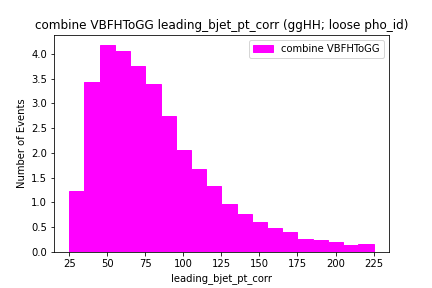 combine VBFHToGG leading_bjet_pt_corr (ggHH; loose pho_id)
combine VBFHToGG
Number of Events
4.0
3.5
3.0
2.5
2.0
1.5
1.0
0.5
0.0
25 50 75 100 125 150 175 200 225
leading_bjet_pt_corr